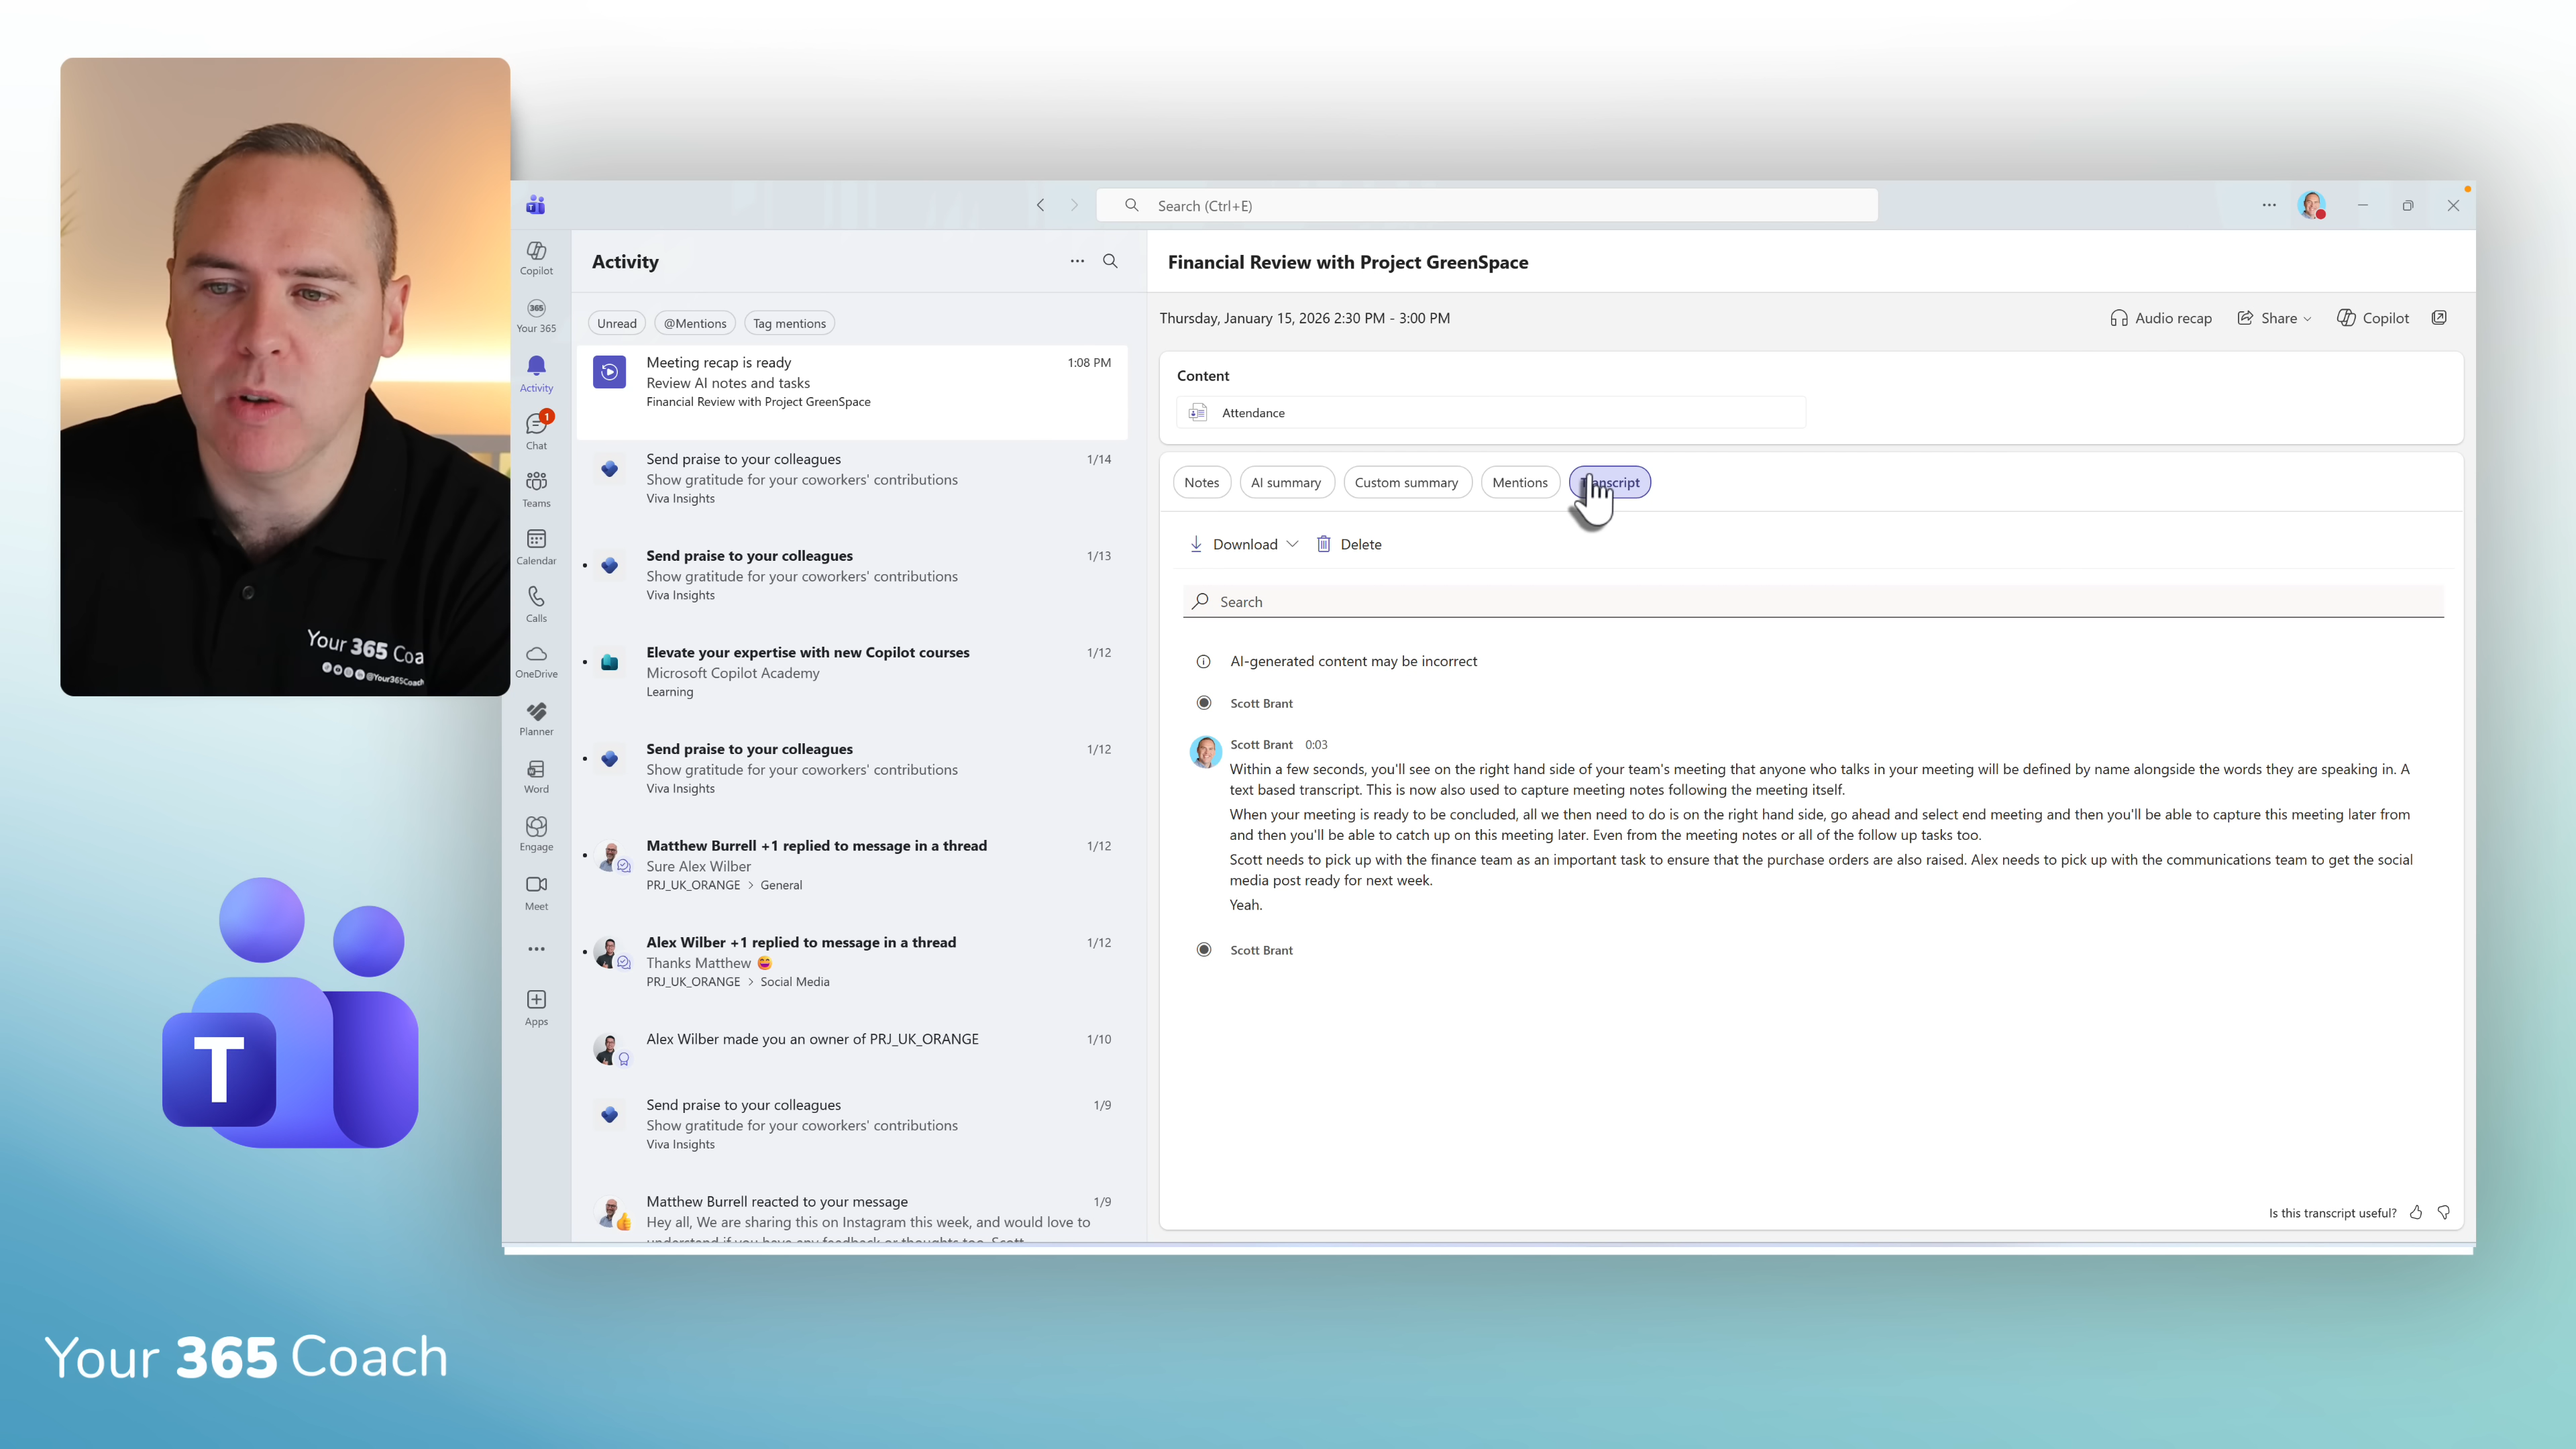 Your 365 Coa
@Your365Coach
T
Your 365 Coach
Search (Ctrl+E)
Copilot
Your 365
Activity
1
Chat
Teams
Calendar
Calls
OneDrive
Planner
Word
Engage
Meet
Apps
Activity
Unread
@Mentions
Tag mentions
Meeting recap is ready 1:08 PM
Review AI notes and tasks
Financial Review with Project GreenSpace
Send praise to your colleagues 1/14
Show gratitude for your coworkers' contributions
Viva Insights
Send praise to your colleagues 1/13
Show gratitude for your coworkers' contributions
Viva Insights
Elevate your expertise with new Copilot courses 1/12
Microsoft Copilot Academy
Learning
Send praise to your colleagues 1/12
Show gratitude for your coworkers' contributions
Viva Insights
Matthew Burrell +1 replied to message in a thread 1/12
Sure Alex Wilber
PRJ_UK_ORANGE > General
Alex Wilber +1 replied to message in a thread 1/12
Thanks Matthew 😄
PRJ_UK_ORANGE > Social Media
Alex Wilber made you an owner of PRJ_UK_ORANGE 1/10
Send praise to your colleagues 1/9
Show gratitude for your coworkers' contributions
Viva Insights
Matthew Burrell reacted to your message 1/9
Hey all, We are sharing this on Instagram this week, and would love to
understand if you have any feedback or thoughts too. Scott
Financial Review with Project GreenSpace
Thursday, January 15, 2026 2:30 PM - 3:00 PM
Audio recap
Share
Copilot
Content
Attendance
Notes
AI summary
Custom summary
Mentions
Download
Delete
Search
AI-generated content may be incorrect
Scott Brant
Scott Brant 0:03
Within a few seconds, you'll see on the right hand side of your team's meeting that anyone who talks in your meeting will be defined by name alongside the words they are speaking in. A
text based transcript. This is now also used to capture meeting notes following the meeting itself.
When your meeting is ready to be concluded, all we then need to do is on the right hand side, go ahead and select end meeting and then you'll be able to capture this meeting later from
and then you'll be able to catch up on this meeting later. Even from the meeting notes or all of the follow up tasks too.
Scott needs to pick up with the finance team as an important task to ensure that the purchase orders are also raised. Alex needs to pick up with the communications team to get the social
media post ready for next week.
Yeah.
Scott Brant
Is this transcript useful?